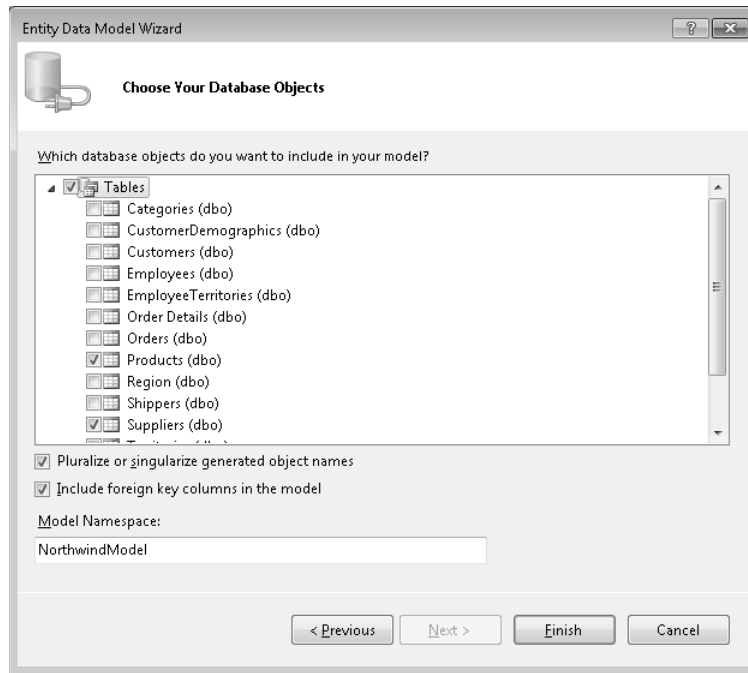 Entity Data Model Wizard
Choose Your Database Objects
Which database objects do you want to include in your model?
Tables
Categories (dbo)
CustomerDemographics (dbo)
Customers (dbo)
Employees (dbo)
EmployeeTerritories (dbo)
Order Details (dbo)
Orders (dbo)
Products (dbo)
Region (dbo)
Shippers (dbo)
Suppliers (dbo)
Pluralize or singularize generated object names
Include foreign key columns in the model
Model Namespace:
NorthwindModel
< Previous
Next >
Finish
Cancel